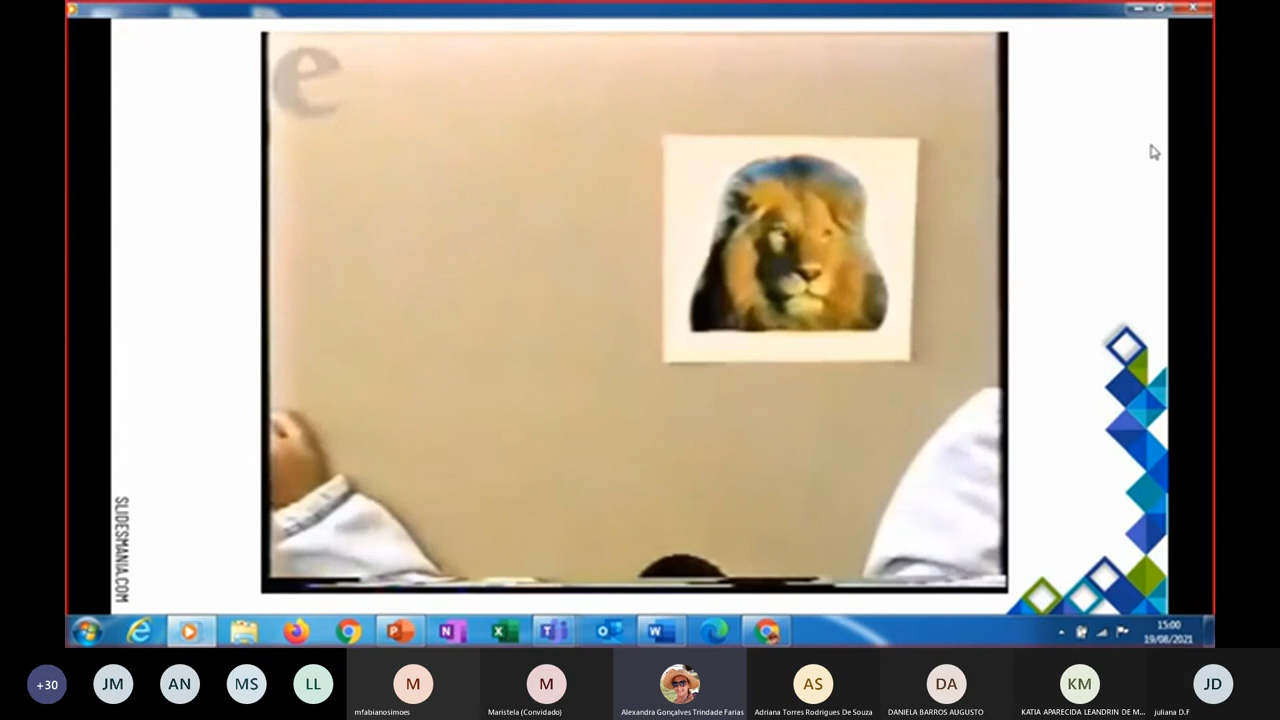 e
SLIDESMANIA.COM
15:00
19/08/2021
+30
JM
AN
MS
LL
M
mfabianosimoes
M
Maristela (Convidado)
Alexandra Gonçalves Trindade Farias
AS
Adriana Torres Rodrigues De Souza
DA
DANIELA BARROS AUGUSTO
KM
KATIA APARECIDA LEANDRIN DE M...
JD
juliana D.F